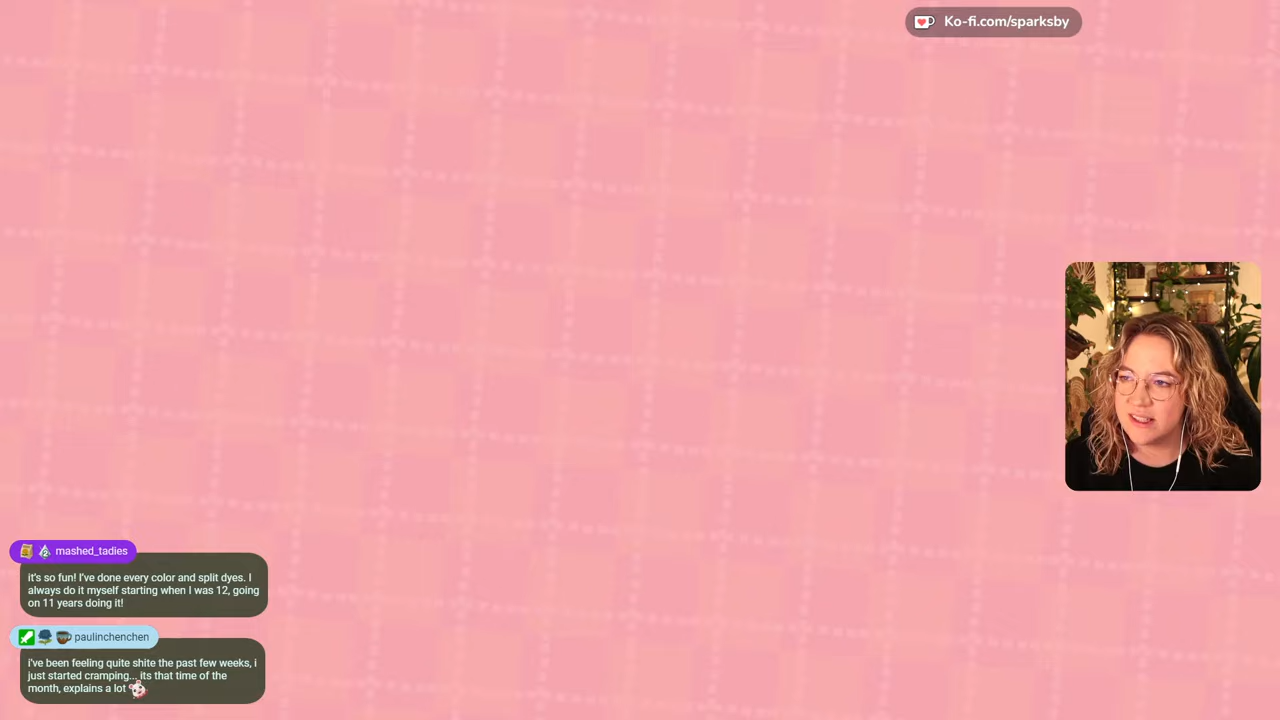 Ko-fi.com/sparksby
mashed_tadies
it's so fun! I've done every color and split dyes. I
always do it myself starting when I was 12, going
on 11 years doing it!
paulinchenchen
i've been feeling quite shite the past few weeks, i
just started cramping... its that time of the
month, explains a lot